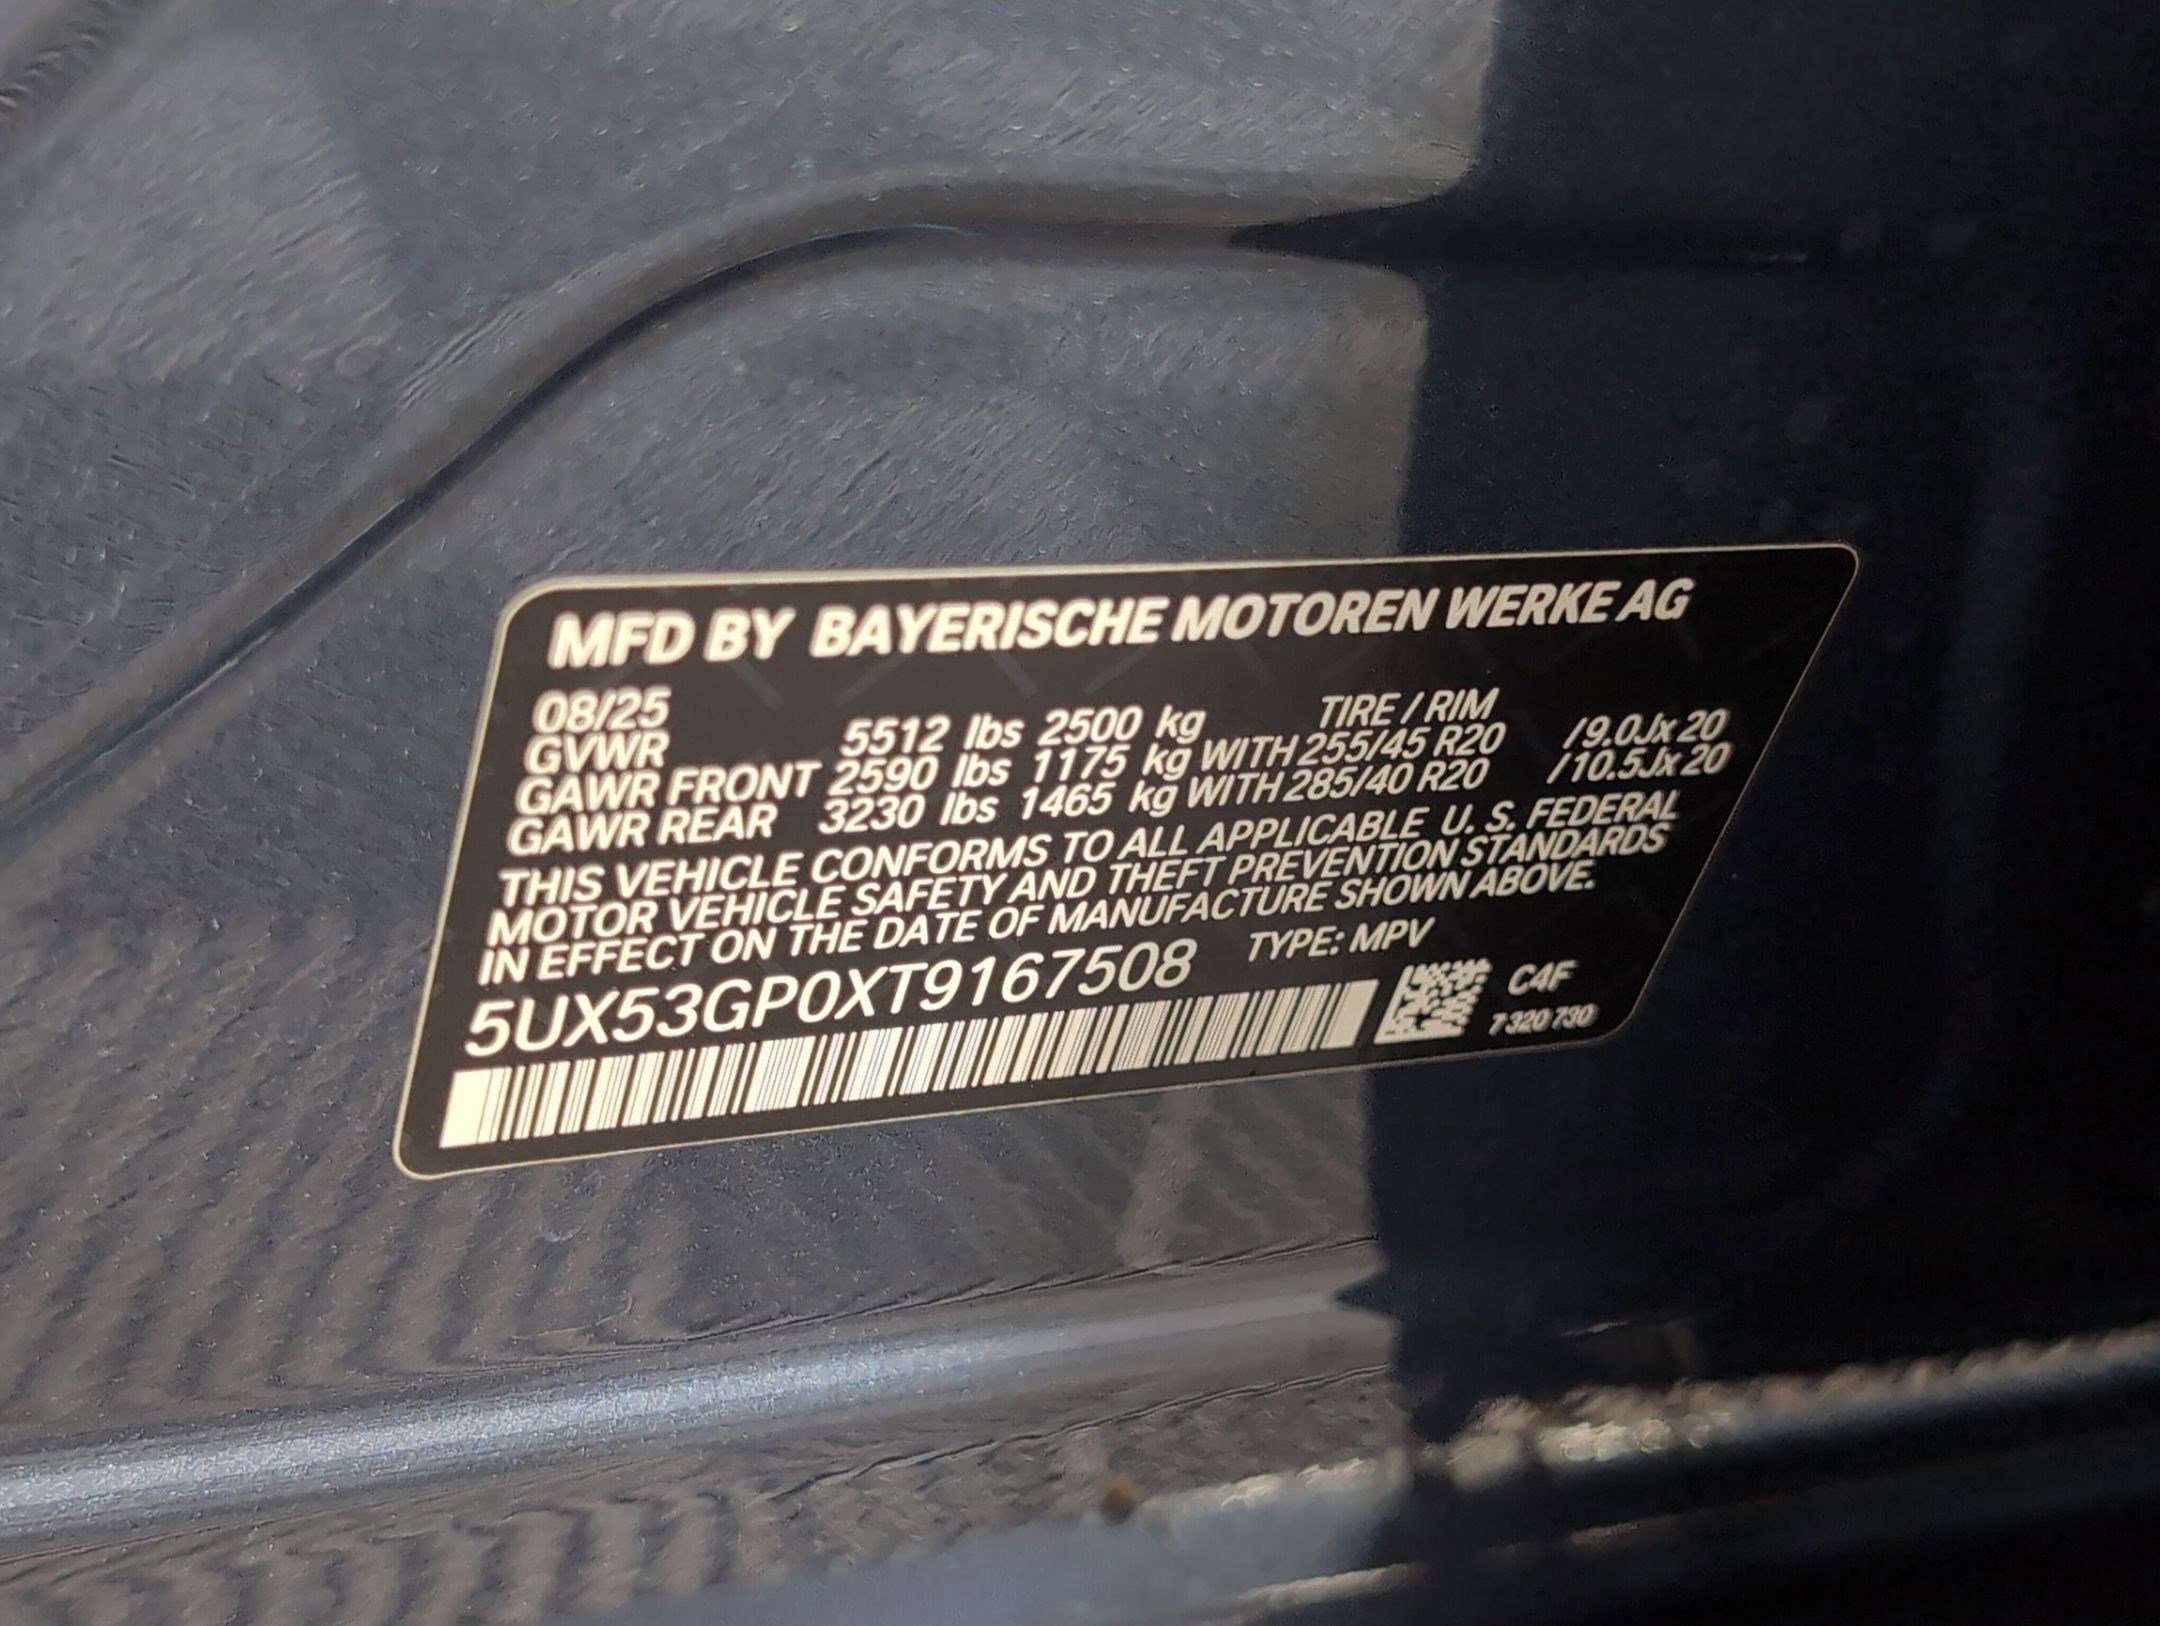 MFD BY BAYERISCHE MOTOREN WERKE AG
08/25 TIRE / RIM
GVWR 5512 lbs 2500 kg
GAWR FRONT 2590 lbs 1175 kg WITH 255/45 R20 /9.0Jx20
GAWR REAR 3230 lbs 1465 kg WITH 285/40 R20 /10.5Jx20
THIS VEHICLE CONFORMS TO ALL APPLICABLE U. S. FEDERAL
MOTOR VEHICLE SAFETY AND THEFT PREVENTION STANDARDS
IN EFFECT ON THE DATE OF MANUFACTURE SHOWN ABOVE.
5UX53GP0XT9167508 TYPE: MPV
C4F
7 320 730